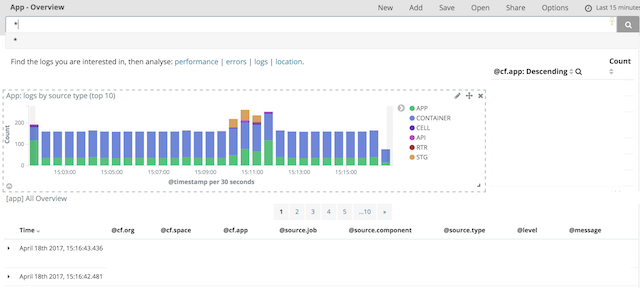 App - Overview
New Add Save Open Share Options Last 15 minutes
*
*
Find the logs you are interested in, then analyse: performance | errors | logs | location.
@cf.app: Descending
Count
App: logs by source type (top 10)
Count
200
100
0
15:03:00 15:05:00 15:07:00 15:09:00 15:11:00 15:13:00 15:15:00
@timestamp per 30 seconds
APP
CONTAINER
CELL
API
RTR
STG
[app] All Overview
1 2 3 4 5 ...10 »
Time @cf.org @cf.space @cf.app @source.job @source.component @source.type @level @message
April 18th 2017, 15:16:43.436
April 18th 2017, 15:16:42.481